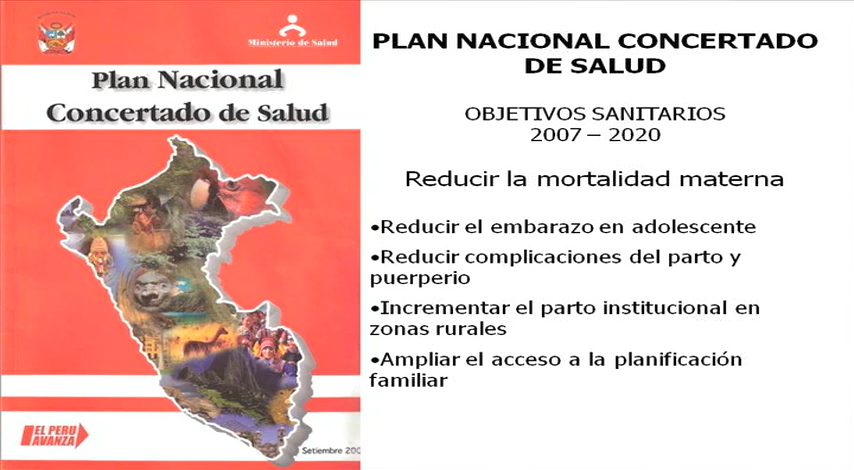 Ministerio de Salud
Plan Nacional
Concertado de Salud
EL PERU
AVANZA
Setiembre 200
PLAN NACIONAL CONCERTADO
DE SALUD
OBJETIVOS SANITARIOS
2007 – 2020
Reducir la mortalidad materna
•Reducir el embarazo en adolescente
•Reducir complicaciones del parto y
puerperio
•Incrementar el parto institucional en
zonas rurales
•Ampliar el acceso a la planificación
familiar